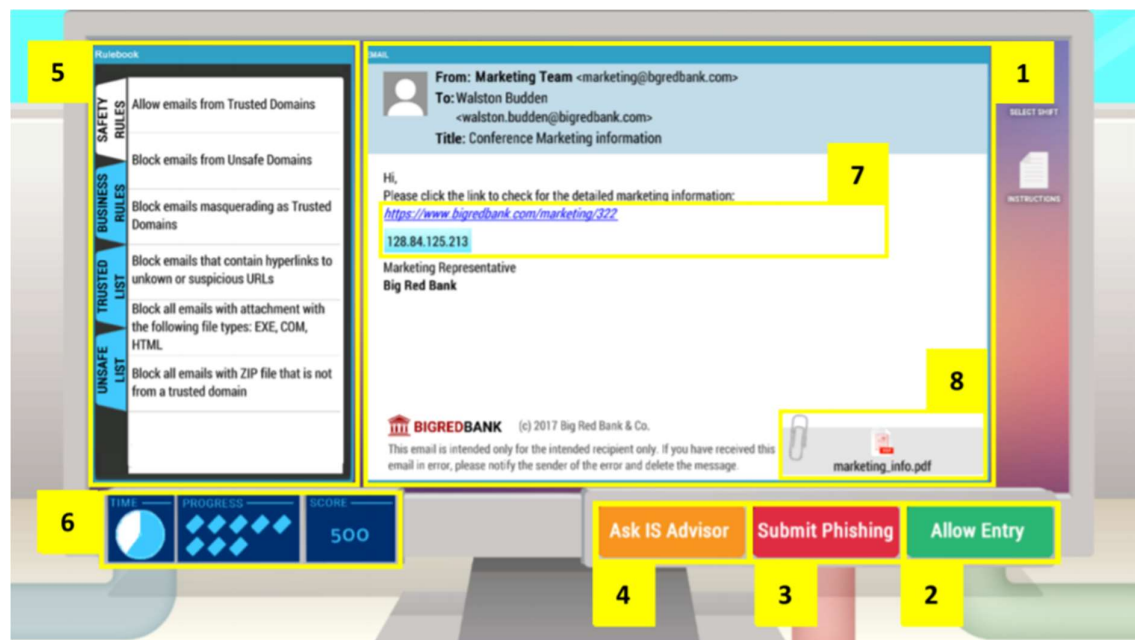 Rulebook
5
SAFETY
RULES
BUSINESS
RULES
TRUSTED
LIST
UNSAFE
LIST
Allow emails from Trusted Domains
Block emails from Unsafe Domains
Block emails masquerading as Trusted
Domains
Block emails that contain hyperlinks to
unkown or suspicious URLs
Block all emails with attachment with
the following file types: EXE, COM,
HTML
Block all emails with ZIP file that is not
from a trusted domain
EMAIL
1
From: Marketing Team <marketing@bgredbank.com>
To: Walston Budden
<walston.budden@bigredbank.com>
Title: Conference Marketing information
SELECT SHIFT
INSTRUCTIONS
7
Hi,
Please click the link to check for the detailed marketing information:
https://www.bigredbank.com/marketing/322
128.84.125.213
Marketing Representative
Big Red Bank
8
BIGREDBANK (c) 2017 Big Red Bank & Co.
This email is intended only for the intended recipient only. If you have received this
email in error, please notify the sender of the error and delete the message.
marketing_info.pdf
6
TIME
PROGRESS
SCORE
500
Ask IS Advisor
Submit Phishing
Allow Entry
4
3
2